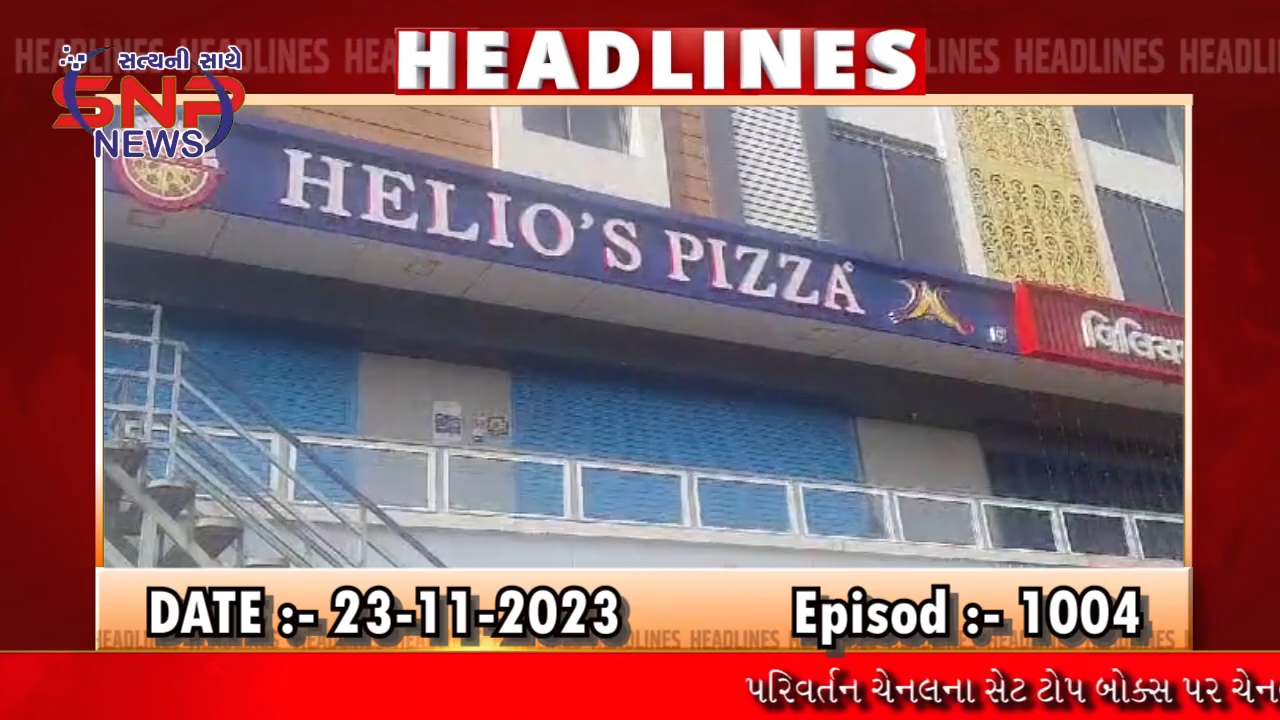 HEADLINES
સત્યની સાથે
SNP
NEWS
HELIO'S PIZZA
DATE :- 23-11-2023
Episod :- 1004
પરિવર્તન ચેનલના સેટ ટોપ બોક્સ પર